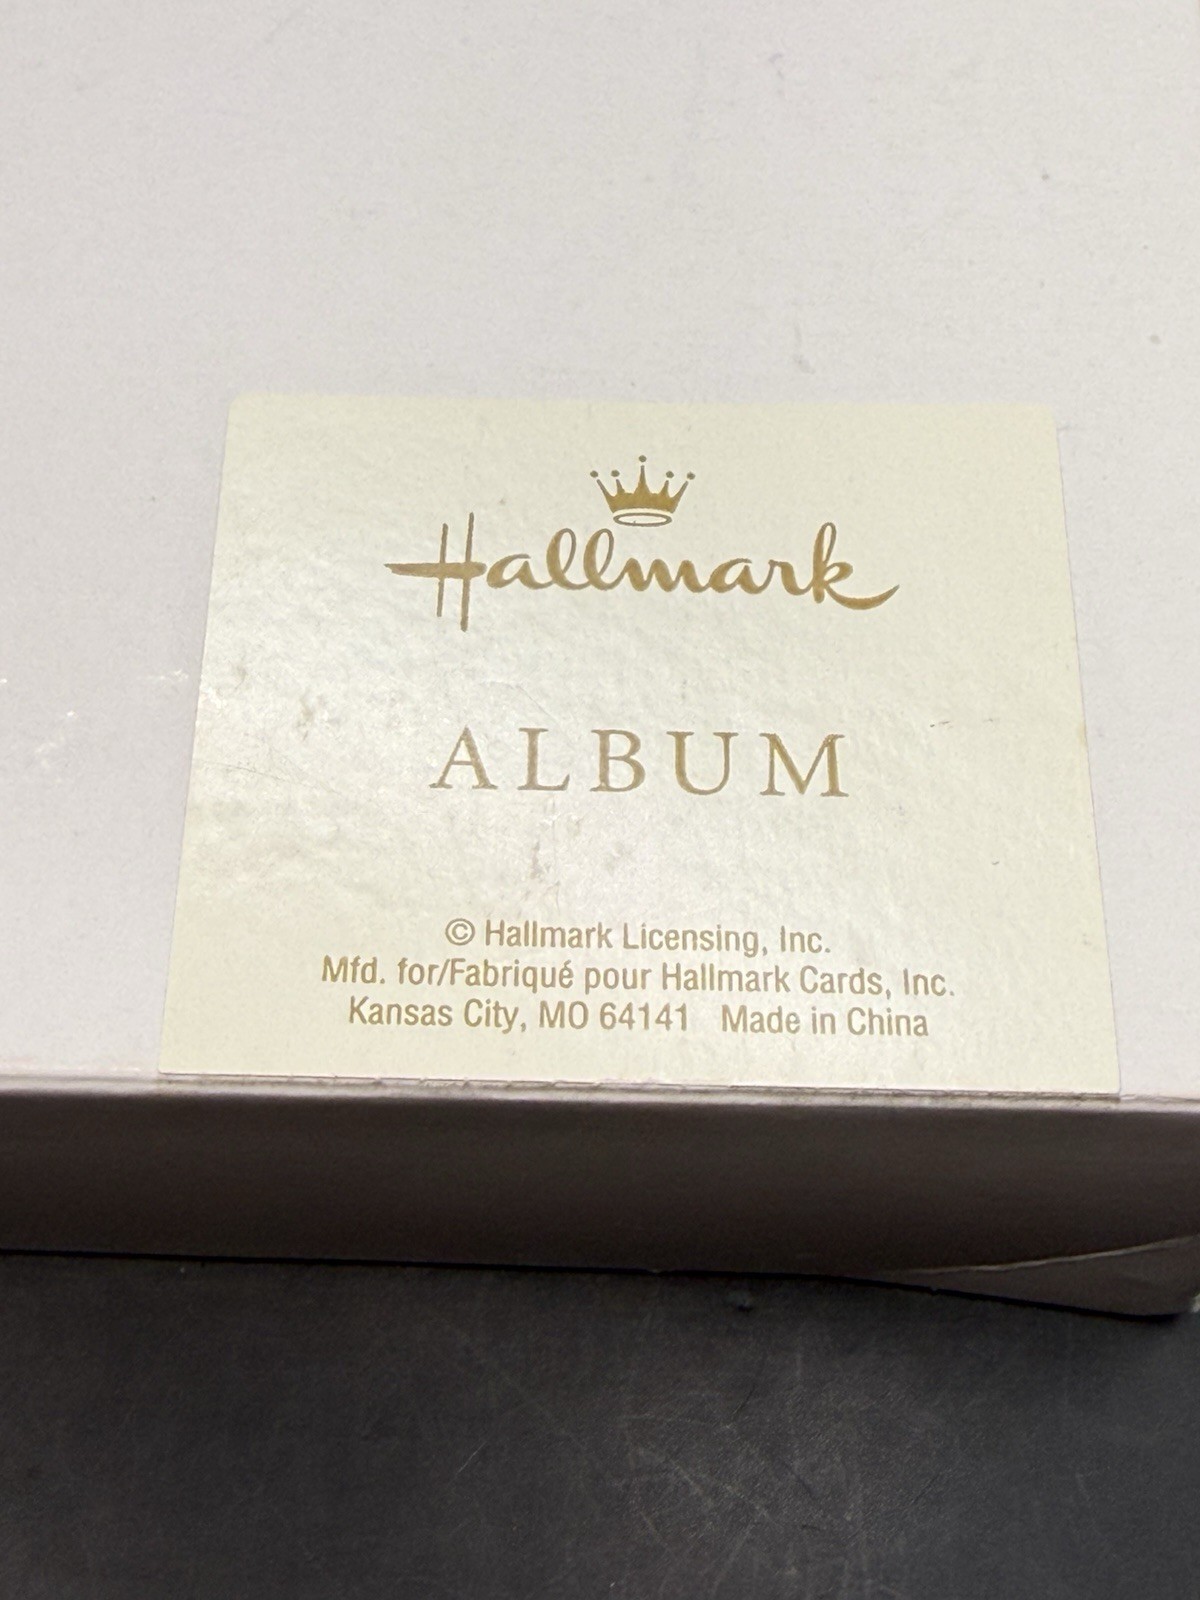 Hallmark
ALBUM
© Hallmark Licensing, Inc.
Mfd. for/Fabriqué pour Hallmark Cards, Inc.
Kansas City, MO 64141 Made in China